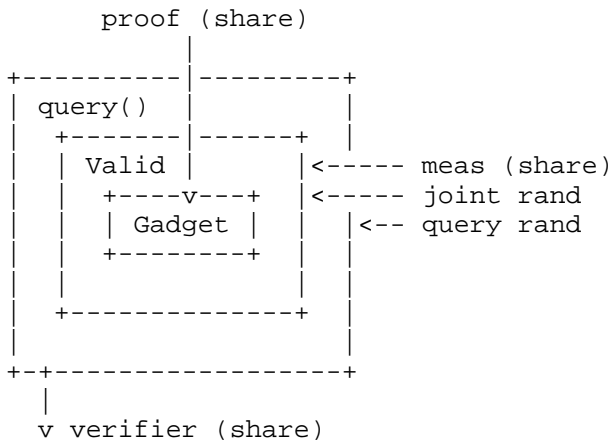 proof (share)
query()
Valid
<----- meas (share)
v
<----- joint rand
Gadget
<-- query rand
v verifier (share)